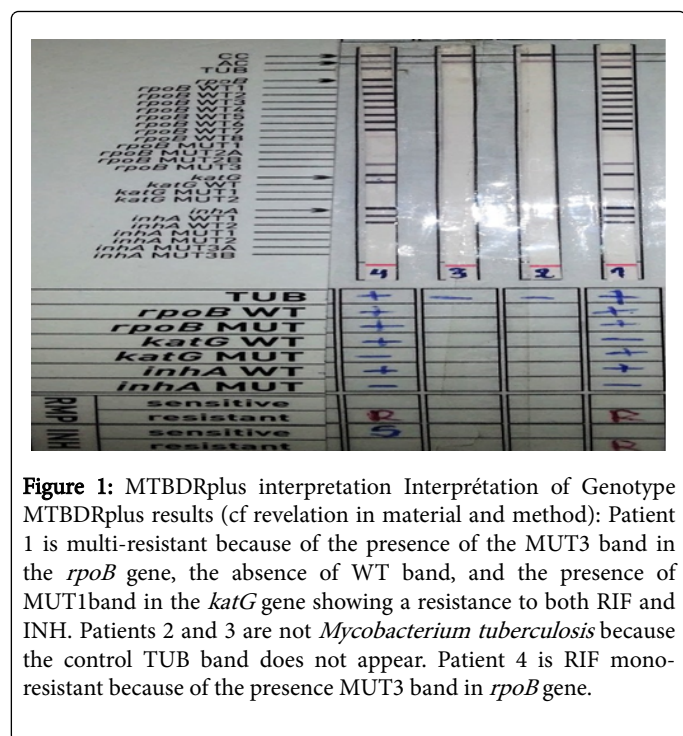 CC
AC
TUB
rpoB
rpoB WT1
rpoB WT2
rpoB WT3
rpoB WT4
rpoB WT5
rpoB WT6
rpoB WT7
rpoB WT8
rpoB MUT1
rpoB MUT2A
rpoB MUT2B
rpoB MUT3
katG
katG WT
katG MUT1
katG MUT2
inhA
inhA WT1
inhA WT2
inhA MUT1
inhA MUT2
inhA MUT3A
inhA MUT3B
4 3 2 1
TUB + − − +
rpoB WT + +
rpoB MUT + +
katG WT + −
katG MUT − +
inhA WT + +
inhA MUT − −
RMP sensitive
resistant R R
INH sensitive S
resistant R
Figure 1: MTBDRplus interpretation Interprétation of Genotype
MTBDRplus results (cf revelation in material and method): Patient
1 is multi-resistant because of the presence of the MUT3 band in
the rpoB gene, the absence of WT band, and the presence of
MUT1band in the katG gene showing a resistance to both RIF and
INH. Patients 2 and 3 are not Mycobacterium tuberculosis because
the control TUB band does not appear. Patient 4 is RIF mono-
resistant because of the presence MUT3 band in rpoB gene.